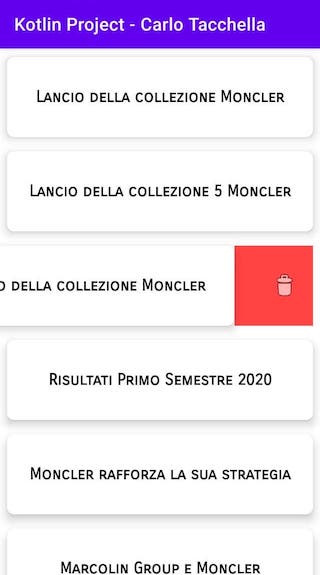 Kotlin Project - Carlo Tacchella
Lancio della collezione Moncler
Lancio della collezione 5 Moncler
o della collezione Moncler
Risultati Primo Semestre 2020
Moncler rafforza la sua strategia
Marcolin Group e Moncler